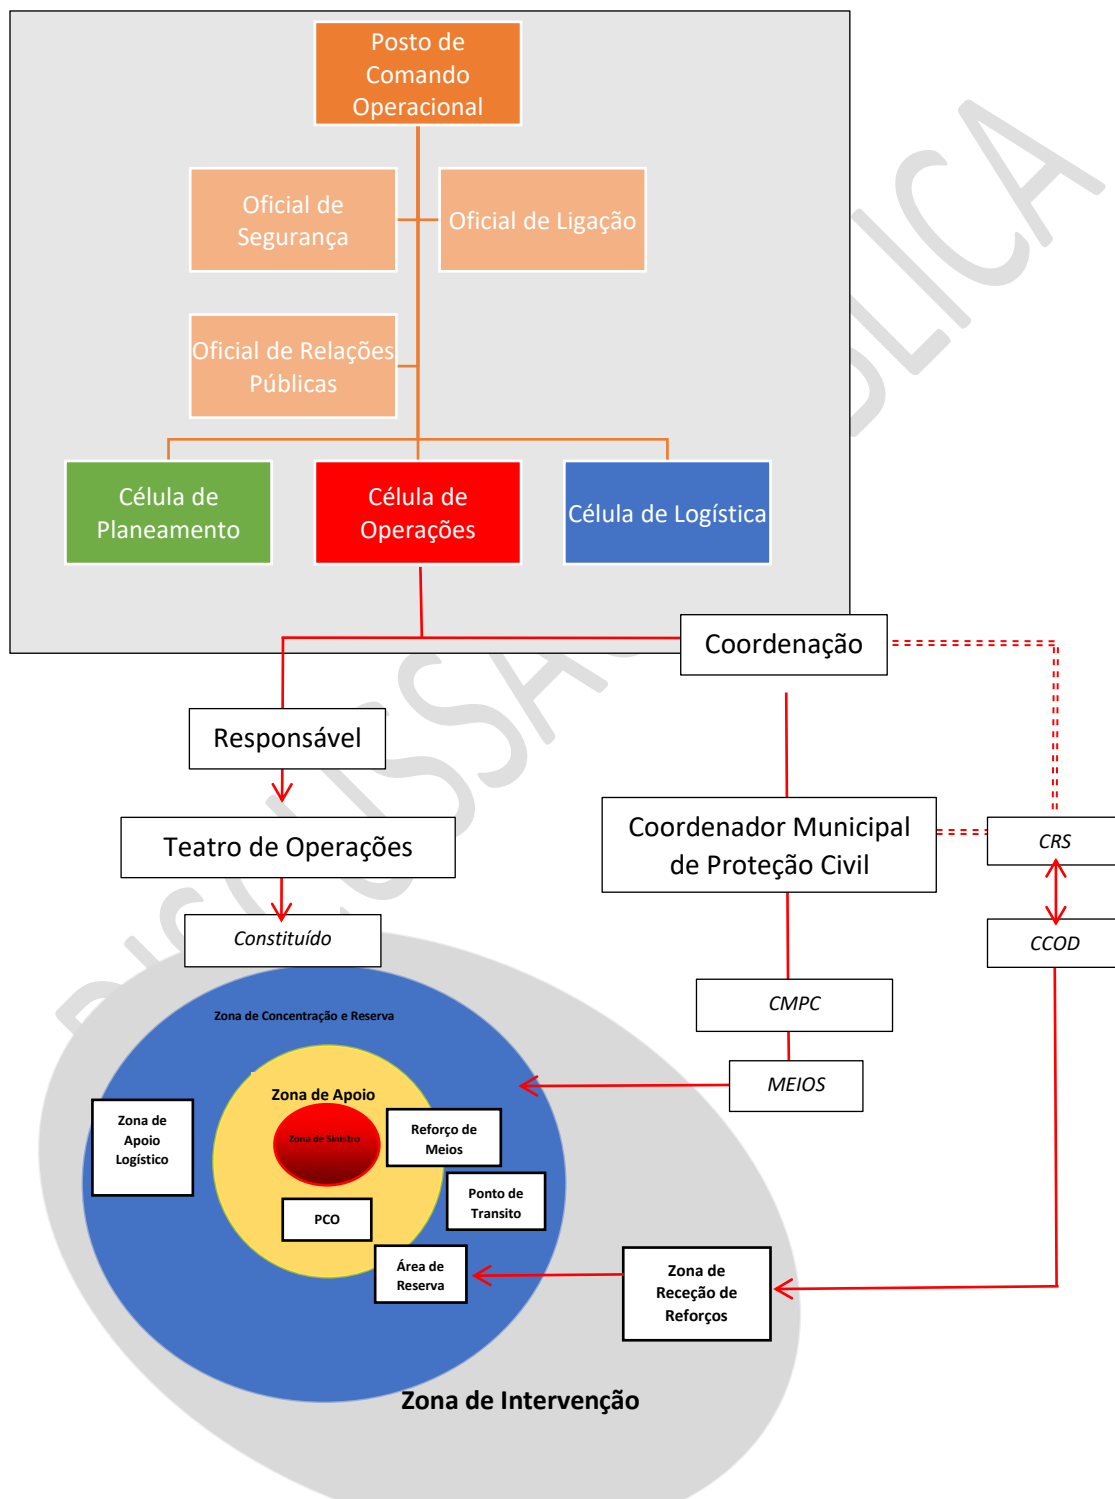 Posto de
Comando
Operacional
Oficial de
Segurança
Oficial de Ligação
Oficial de Relações
Públicas
Célula de
Planeamento
Célula de
Operações
Célula de Logística
Coordenação
Responsável
Teatro de Operações
Coordenador Municipal
de Proteção Civil
CRS
Constituído
CCOD
CMPC
MEIOS
Zona de Concentração e Reserva
Zona de Apoio
Zona de Sinistro
Zona de
Apoio
Logístico
Reforço de
Meios
Ponto de
Transito
PCO
Área de
Reserva
Zona de
Receção de
Reforços
Zona de Intervenção